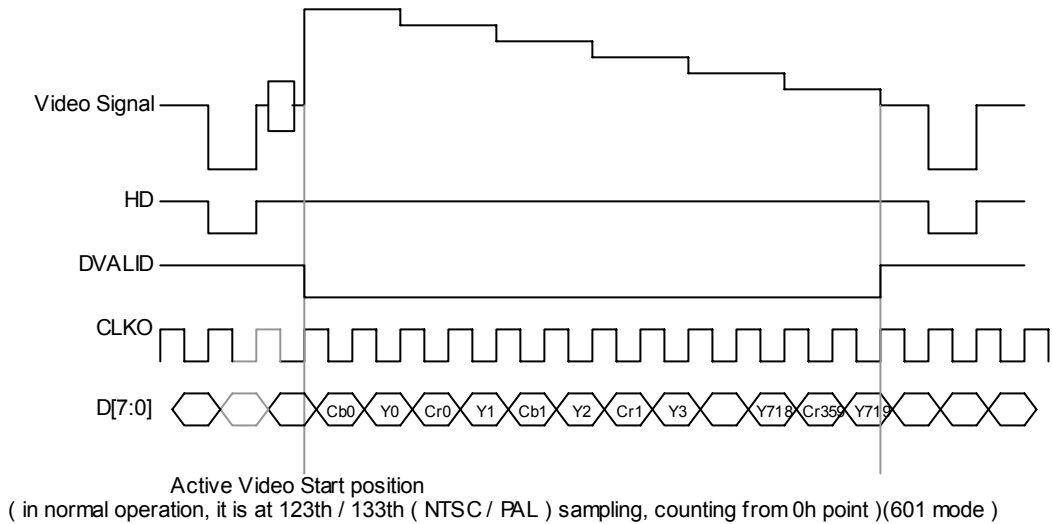 Video Signal
HD
DVALID
CLKO
D[7:0]
Cb0 Y0 Cr0 Y1 Cb1 Y2 Cr1 Y3 Y718 Cr359 Y719
Active Video Start position
( in normal operation, it is at 123th / 133th ( NTSC / PAL ) sampling, counting from 0h point )(601 mode )